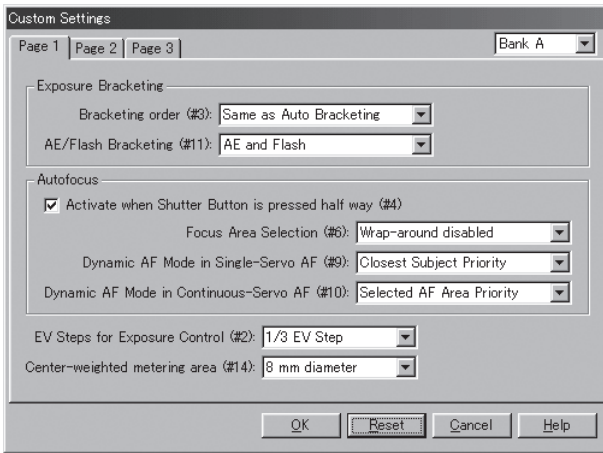 Custom Settings
Page 1 Page 2 Page 3 Bank A
Exposure Bracketing
Bracketing order (#3): Same as Auto Bracketing
AE/Flash Bracketing (#11): AE and Flash
Autofocus
Activate when Shutter Button is pressed half way (#4)
Focus Area Selection (#6): Wrap-around disabled
Dynamic AF Mode in Single-Servo AF (#9): Closest Subject Priority
Dynamic AF Mode in Continuous-Servo AF (#10): Selected AF Area Priority
EV Steps for Exposure Control (#2): 1/3 EV Step
Center-weighted metering area (#14): 8 mm diameter
OK Reset Cancel Help